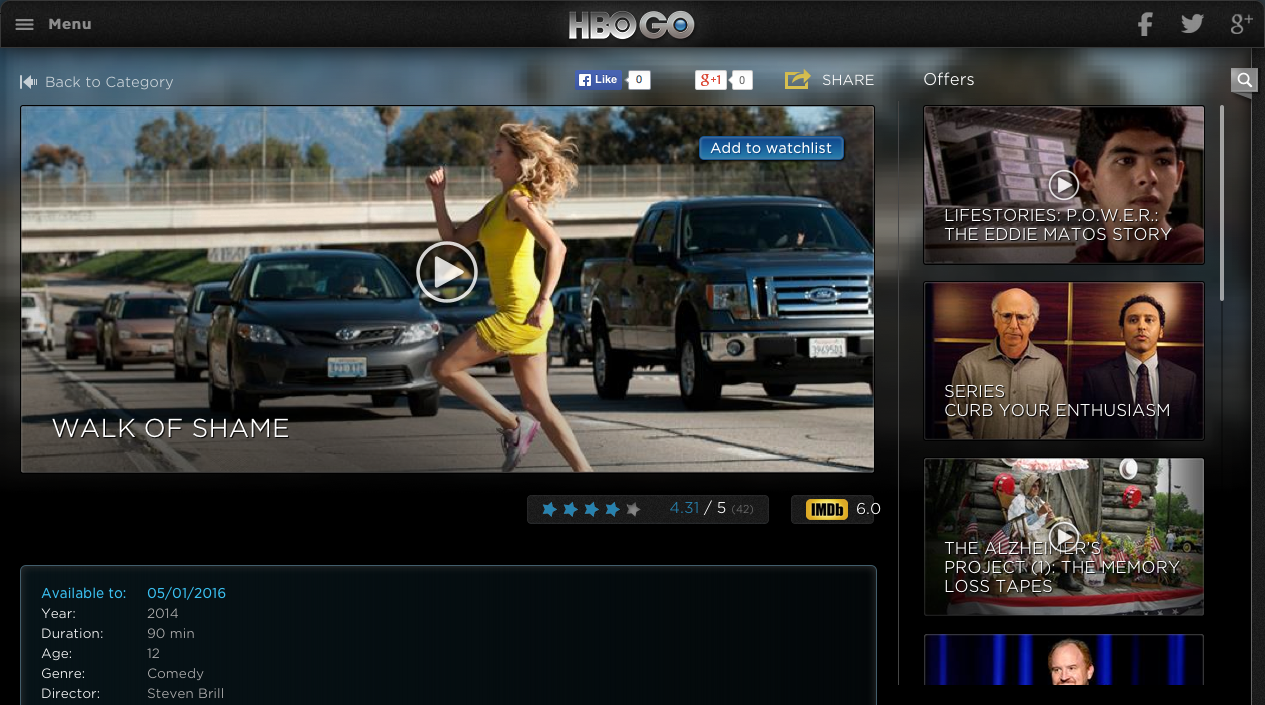 Menu
HBO GO
f
g+
Back to Category
Like
0
g+1
0
SHARE
Offers
Add to watchlist
WALK OF SHAME
4.31 / 5 (42)
IMDb 6.0
LIFESTORIES: P.O.W.E.R.:
THE EDDIE MATOS STORY
SERIES
CURB YOUR ENTHUSIASM
THE ALZHEIMER'S
PROJECT (1): THE MEMORY
LOSS TAPES
Available to: 05/01/2016
Year: 2014
Duration: 90 min
Age: 12
Genre: Comedy
Director: Steven Brill